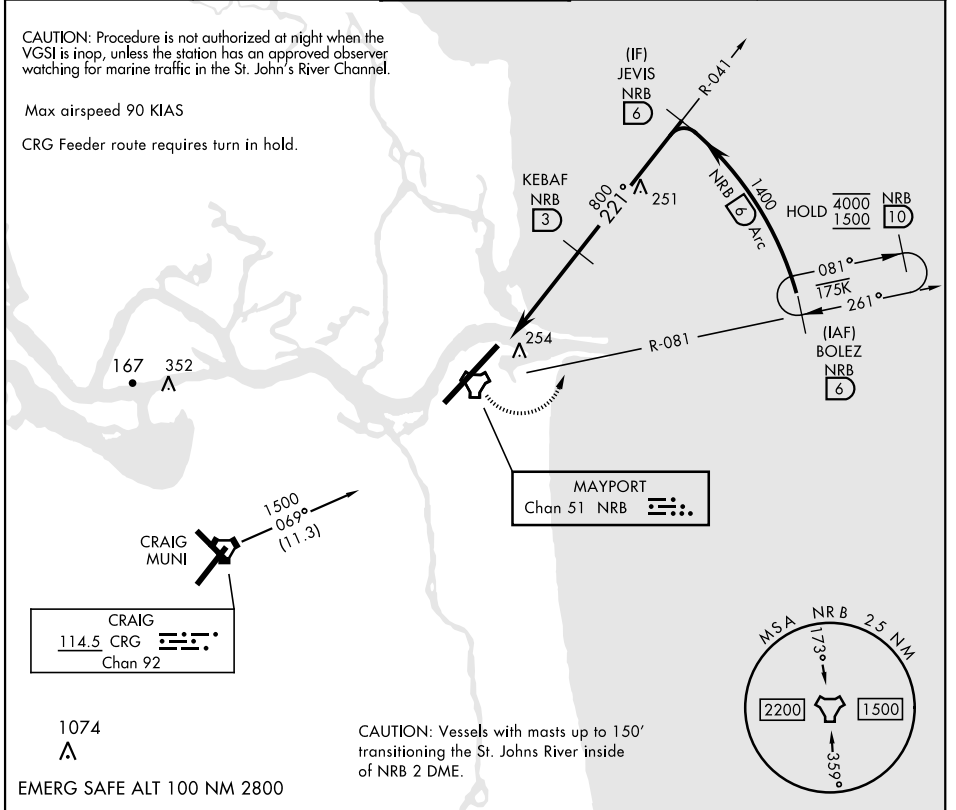 CAUTION: Procedure is not authorized at night when the
VGSI is inop, unless the station has an approved observer
watching for marine traffic in the St. John's River Channel.
Max airspeed 90 KIAS
CRG Feeder route requires turn in hold.
(IF)
JEVIS
NRB
6
R-041
KEBAF
NRB
3
800
221°
251
1400
NRB 6 Arc
HOLD 4000 NRB
1500 10
081°
175K
261°
(IAF)
BOLEZ
NRB
6
R-081
254
167
352
MAYPORT
Chan 51 NRB
1500
069°
(11.3)
CRAIG
MUNI
CRAIG
114.5 CRG
Chan 92
MSA NRB 25 NM
173°
2200
1500
359°
1074
CAUTION: Vessels with masts up to 150'
transitioning the St. Johns River inside
of NRB 2 DME.
EMERG SAFE ALT 100 NM 2800